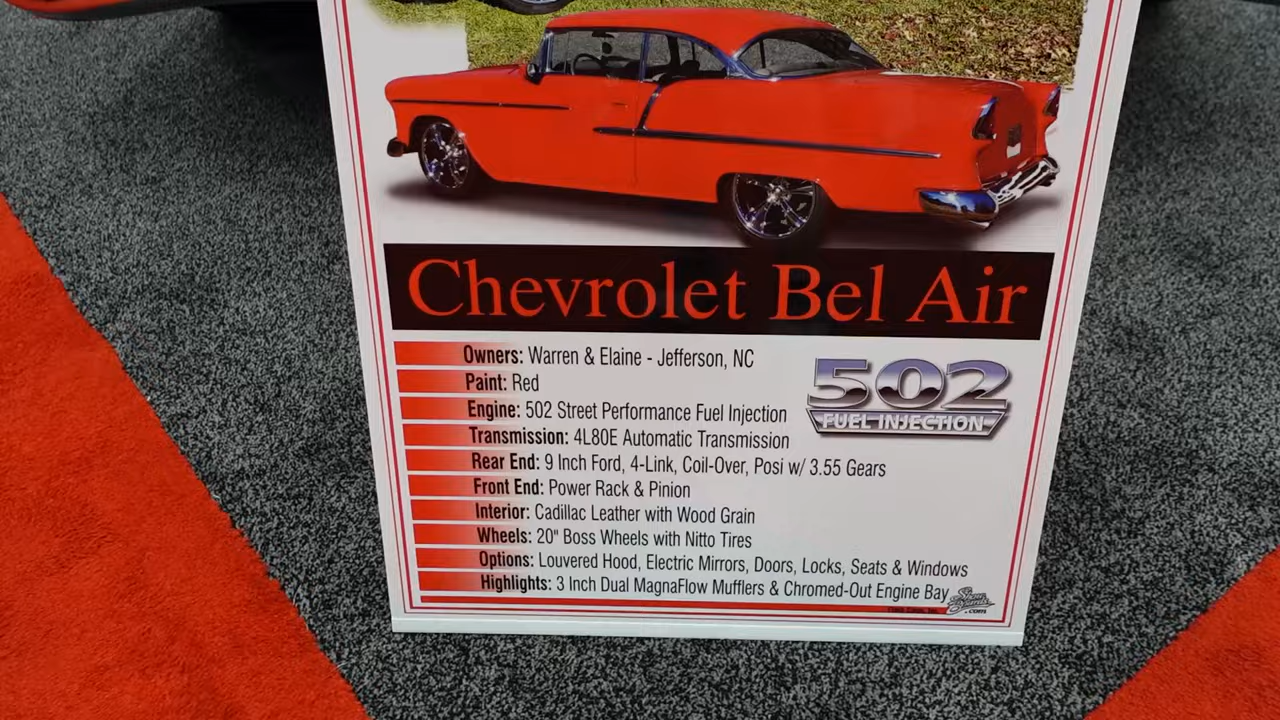 Chevrolet Bel Air
Owners: Warren & Elaine - Jefferson, NC
Paint: Red
Engine: 502 Street Performance Fuel Injection
Transmission: 4L80E Automatic Transmission
Rear End: 9 Inch Ford, 4-Link, Coil-Over, Posi w/ 3.55 Gears
Front End: Power Rack & Pinion
Interior: Cadillac Leather with Wood Grain
Wheels: 20" Boss Wheels with Nitto Tires
Options: Louvered Hood, Electric Mirrors, Doors, Locks, Seats & Windows
Highlights: 3 Inch Dual MagnaFlow Mufflers & Chromed-Out Engine Bay
502
FUEL INJECTION
.com